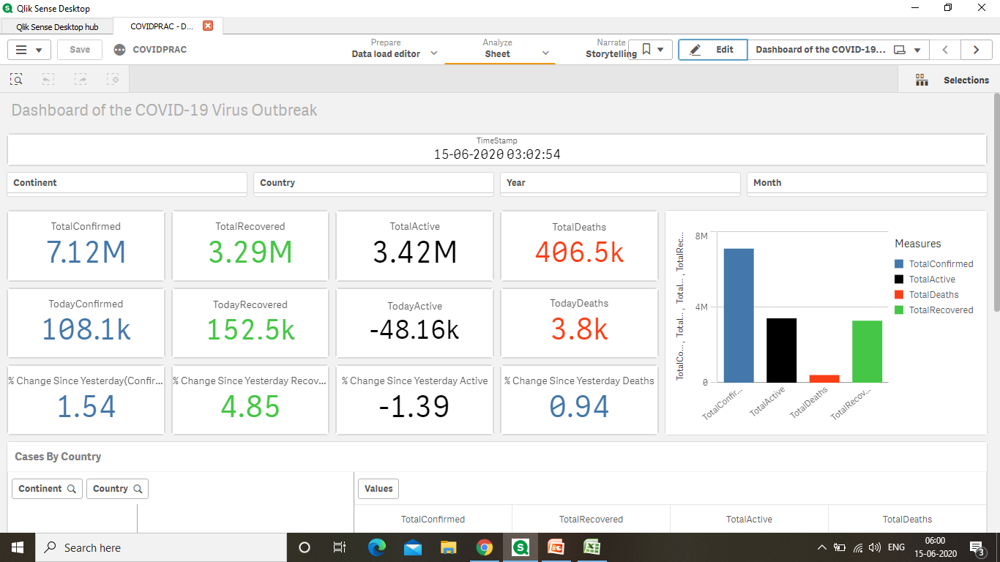 Qlik Sense Desktop
Qlik Sense Desktop hub
COVIDPRAC - D...
Save
COVIDPRAC
Prepare
Data load editor
Analyze
Sheet
Narrate
Storytelling
Edit
Dashboard of the COVID-19...
Selections
Dashboard of the COVID-19 Virus Outbreak
TimeStamp
15-06-2020 03:02:54
Continent
Country
Year
Month
TotalConfirmed
7.12M
TotalRecovered
3.29M
TotalActive
3.42M
TotalDeaths
406.5k
TodayConfirmed
108.1k
TodayRecovered
152.5k
TodayActive
-48.16k
TodayDeaths
3.8k
% Change Since Yesterday(Confir...
1.54
% Change Since Yesterday Recov...
4.85
% Change Since Yesterday Active
-1.39
% Change Since Yesterday Deaths
0.94
TotalCo... , Total... , Total... , TotalRec...
8M
4M
0
TotalConfir...
TotalActive
TotalDeaths
TotalRecov...
Measures
TotalConfirmed
TotalActive
TotalDeaths
TotalRecovered
Cases By Country
Continent
Country
Values
TotalConfirmed
TotalRecovered
TotalActive
TotalDeaths
Search here
ENG
06:00
15-06-2020
3